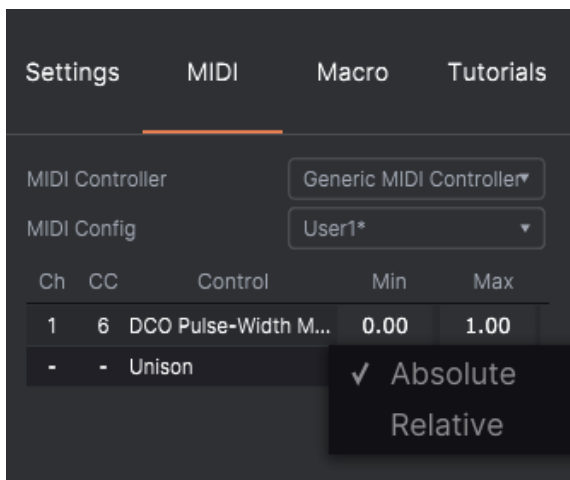 Settings MIDI Macro Tutorials
MIDI Controller Generic MIDI Controller
MIDI Config User1*
Ch CC Control Min Max
1 6 DCO Pulse-Width M... 0.00 1.00
- - Unison
✓ Absolute
Relative